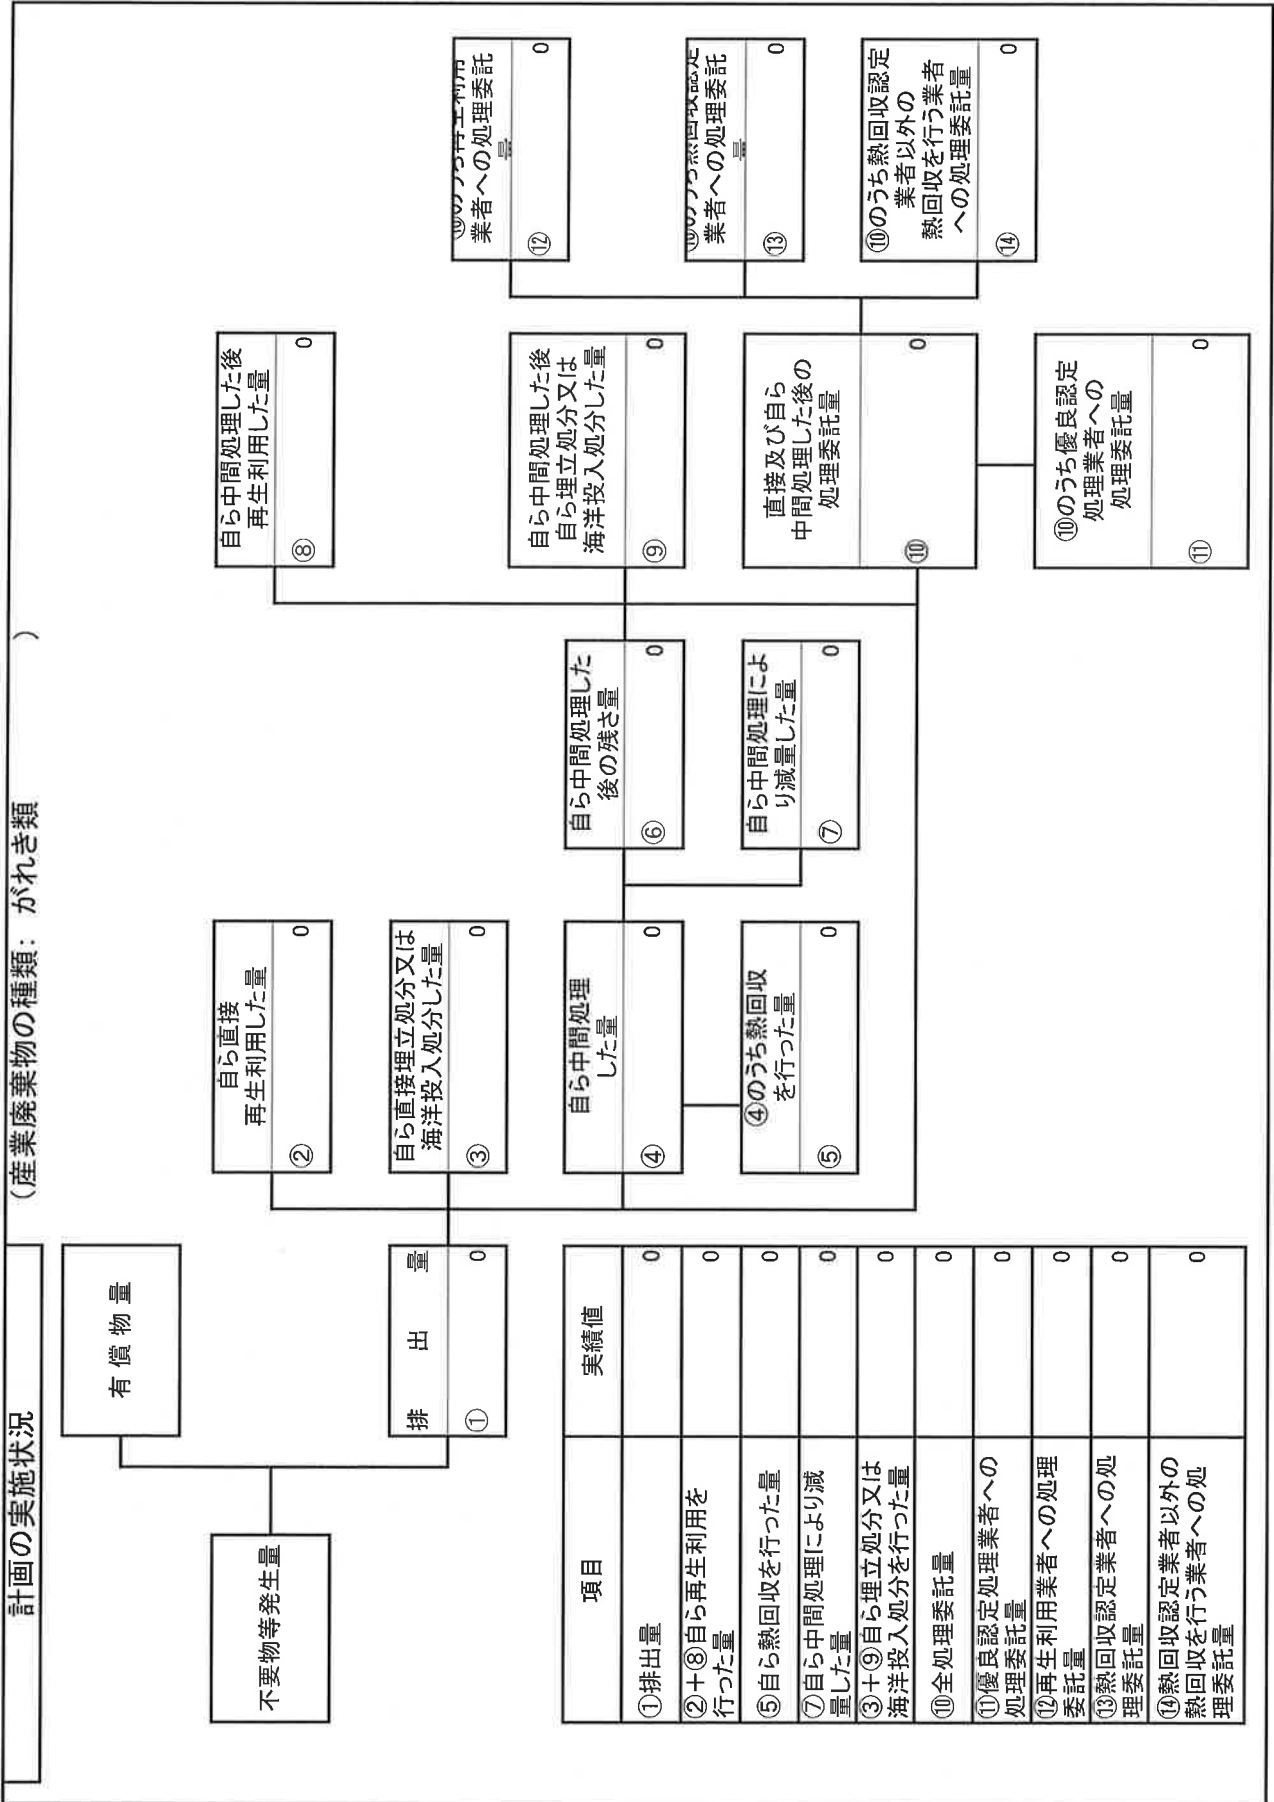 計画の実施状況
(産業廃棄物の種類： がれき類 )
不要物等発生量
有償物量
排出量
① 0
自ら直接
再生利用した量
② 0
自ら直接埋立処分又は
海洋投入処分した量
③ 0
自ら中間処理
した量
④ 0
④のうち熱回収
を行った量
⑤ 0
自ら中間処理した
後の残さ量
⑥ 0
自ら中間処理によ
り減量した量
⑦ 0
自ら中間処理した後
再生利用した量
⑧ 0
自ら中間処理した後
自ら埋立処分又は
海洋投入処分した量
⑨ 0
直接及び自ら
中間処理した後の
処理委託量
⑩ 0
⑩のうち優良認定
処理業者への
処理委託量
⑪ 0
⑩のうち再生利用
業者への処理委託
量
⑫ 0
⑩のうち熱回収認定
業者への処理委託
量
⑬ 0
⑩のうち熱回収認定
業者以外の
熱回収を行う業者
への処理委託量
⑭ 0
項目 実績値
①排出量 0
②＋⑧自ら再生利用を
行った量 0
⑤自ら熱回収を行った量 0
⑦自ら中間処理により減
量した量 0
③＋⑨自ら埋立処分又は
海洋投入処分を行った量 0
⑩全処理委託量 0
⑪優良認定処理業者への
処理委託量 0
⑫再生利用業者への処理
委託量 0
⑬熱回収認定業者への処
理委託量 0
⑭熱回収認定業者以外の
熱回収を行う業者への処
理委託量 0